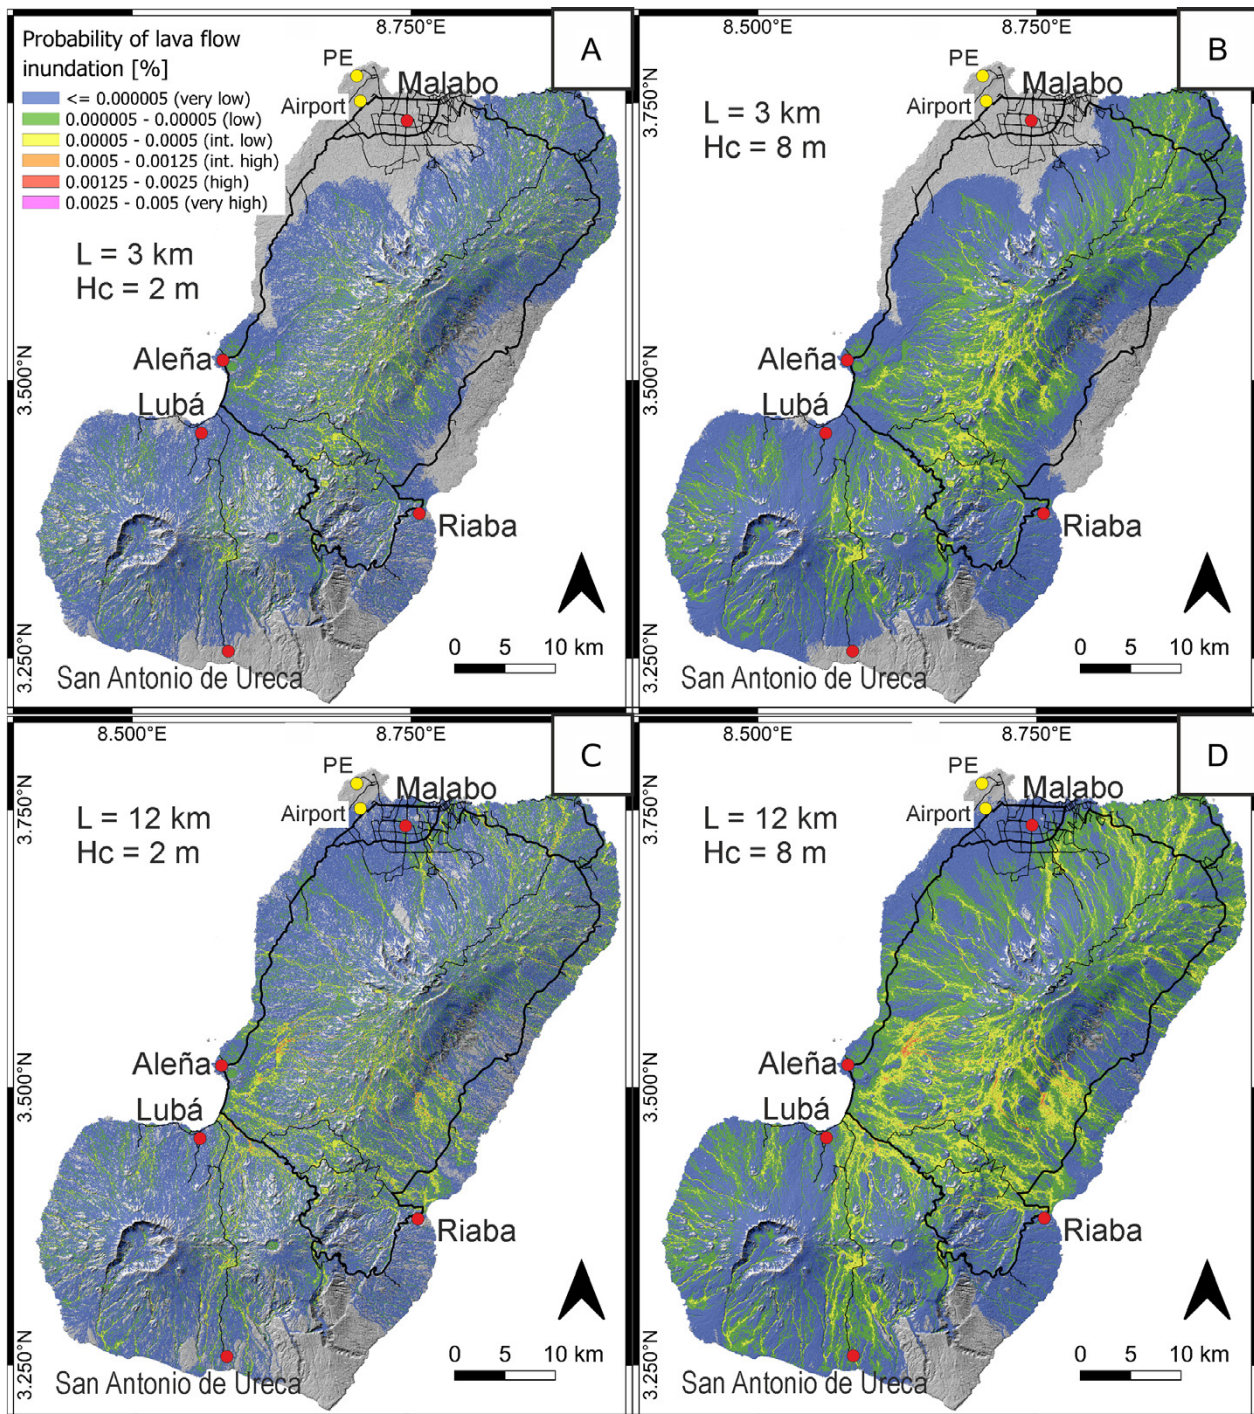 8.750°E
A
Probability of lava flow
inundation [%]
<= 0.000005 (very low)
0.000005 - 0.00005 (low)
0.00005 - 0.0005 (int. low)
0.0005 - 0.00125 (int. high)
0.00125 - 0.0025 (high)
0.0025 - 0.005 (very high)
PE
Malabo
Airport
L = 3 km
Hc = 2 m
Aleña
Lubá
Riaba
San Antonio de Ureca
3.500°N
3.250°N
0 5 10 km
8.500°E
8.750°E
B
PE
Malabo
Airport
L = 3 km
Hc = 8 m
Aleña
Lubá
Riaba
San Antonio de Ureca
3.750°N
3.500°N
3.250°N
0 5 10 km
8.500°E
8.750°E
C
PE
Malabo
Airport
L = 12 km
Hc = 2 m
Aleña
Lubá
Riaba
San Antonio de Ureca
3.750°N
3.500°N
3.250°N
0 5 10 km
8.500°E
8.750°E
D
PE
Malabo
Airport
L = 12 km
Hc = 8 m
Aleña
Lubá
Riaba
San Antonio de Ureca
3.750°N
3.500°N
3.250°N
0 5 10 km